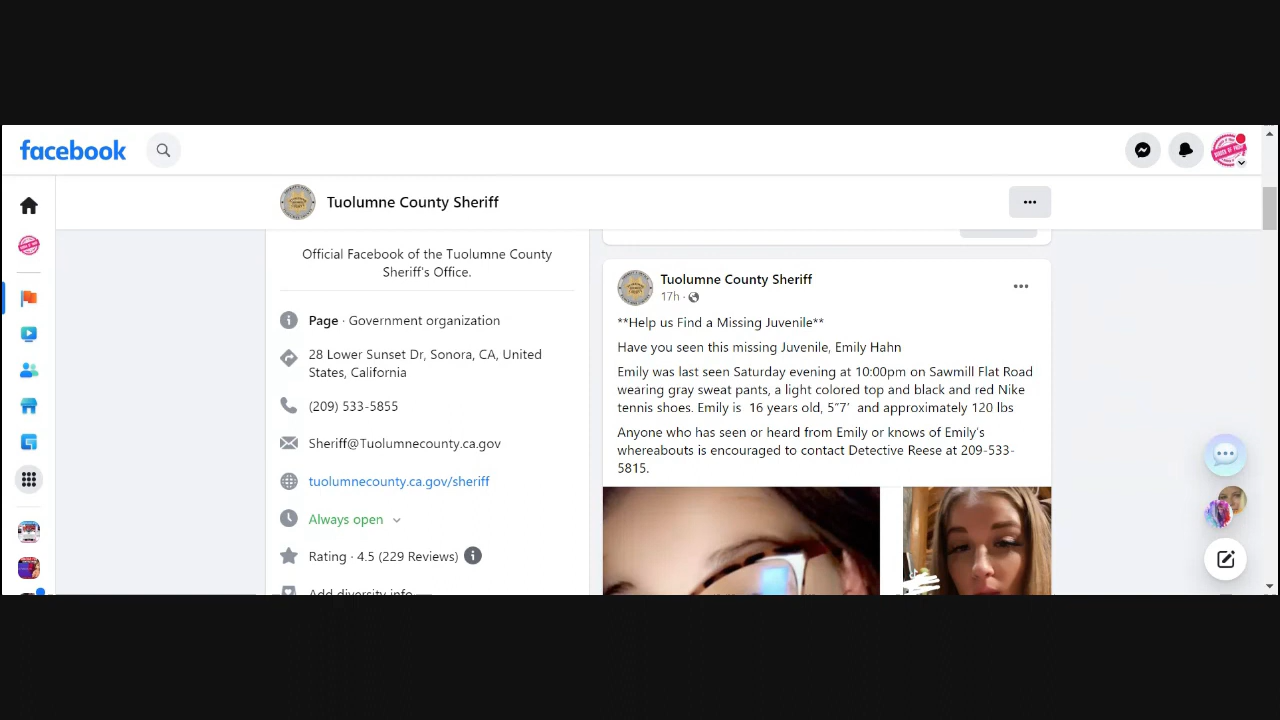 facebook
Tuolumne County Sheriff
Official Facebook of the Tuolumne County
Sheriff's Office.
Page · Government organization
28 Lower Sunset Dr, Sonora, CA, United
States, California
(209) 533-5855
Sheriff@Tuolumnecounty.ca.gov
tuolumnecounty.ca.gov/sheriff
Always open
Rating · 4.5 (229 Reviews)
Add diversity info
Tuolumne County Sheriff
17h ·
**Help us Find a Missing Juvenile**
Have you seen this missing Juvenile, Emily Hahn
Emily was last seen Saturday evening at 10:00pm on Sawmill Flat Road
wearing gray sweat pants, a light colored top and black and red Nike
tennis shoes. Emily is  16 years old, 5”7’  and approximately 120 lbs
Anyone who has seen or heard from Emily or knows of Emily’s
whereabouts is encouraged to contact Detective Reese at 209-533-
5815.